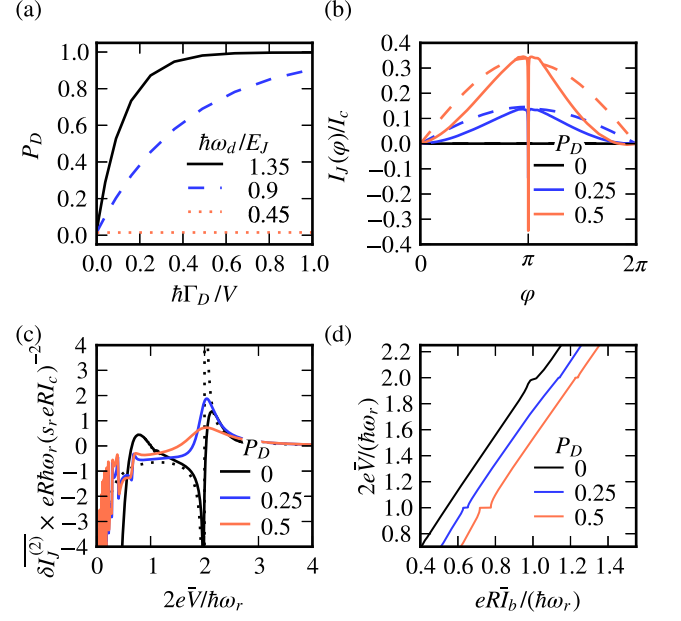 (a)
1.0
0.8
0.6
0.4
0.2
0.0
P_D
ħω_d/E_J
1.35
0.9
0.45
0.0 0.2 0.4 0.6 0.8 1.0
ħΓ_D/V
(b)
0.4
0.3
0.2
0.1
0.0
−0.1
−0.2
−0.3
−0.4
I_J(φ)/I_c
P_D
0
0.25
0.5
0 π 2π
φ
(c)
4
3
2
1
0
−1
−2
−3
−4
\overline{δI_J^{(2)}} × eRħω_r(s_r eRI_c)^{−2}
P_D
0
0.25
0.5
0 1 2 3 4
2eV̄/ħω_r
(d)
2.2
2.0
1.8
1.6
1.4
1.2
1.0
0.8
2eV̄/(ħω_r)
P_D
0
0.25
0.5
0.4 0.6 0.8 1.0 1.2 1.4
eRĪ_b/(ħω_r)